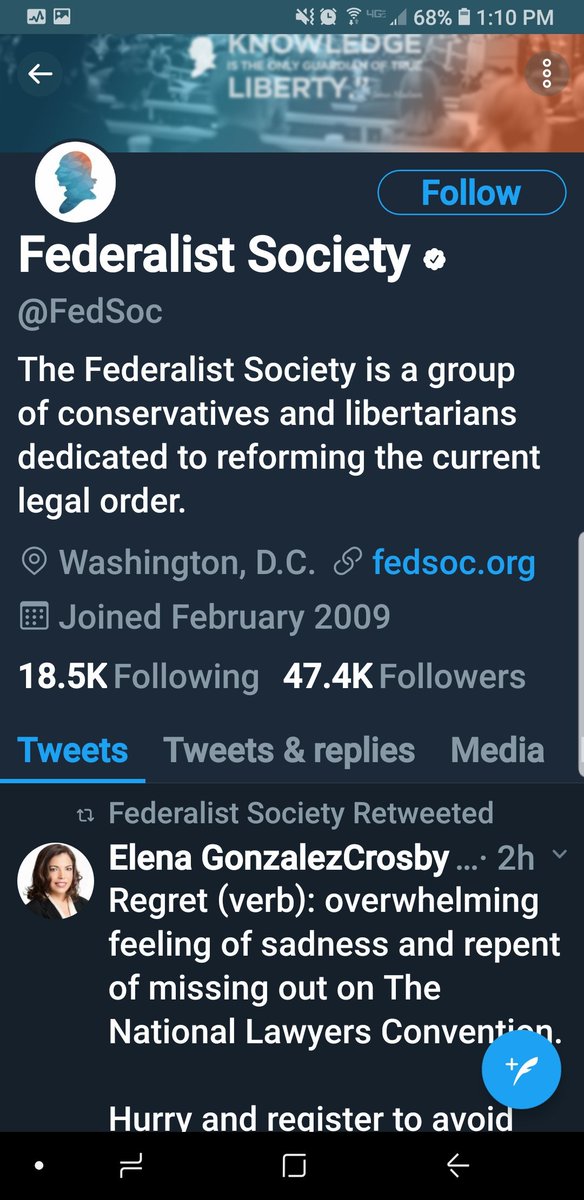 4G 68% 1:10 PM
KNOWLEDGE
IS THE ONLY GUARDIAN OF TRUE
LIBERTY."
Follow
Federalist Society
@FedSoc
The Federalist Society is a group
of conservatives and libertarians
dedicated to reforming the current
legal order.
Washington, D.C. fedsoc.org
Joined February 2009
18.5K Following 47.4K Followers
Tweets Tweets & replies Media
Federalist Society Retweeted
Elena GonzalezCrosby ...· 2h
Regret (verb): overwhelming
feeling of sadness and repent
of missing out on The
National Lawyers Convention.
Hurry and register to avoid